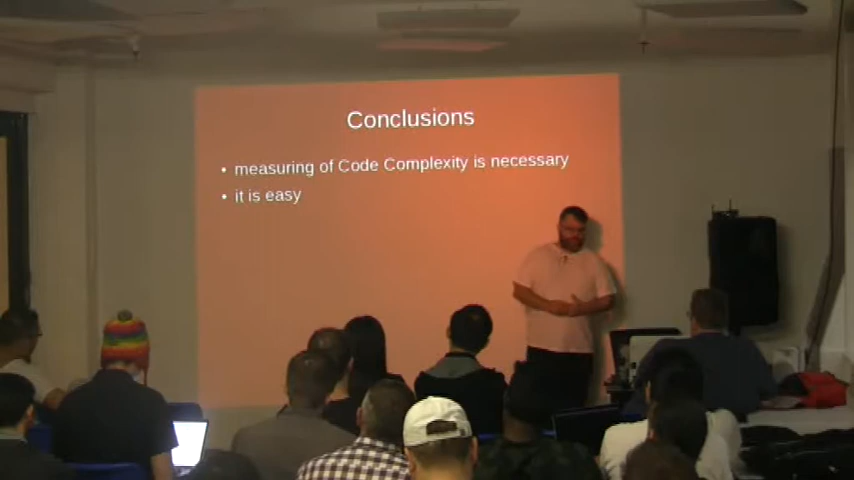 Conclusions
• measuring of Code Complexity is necessary
• it is easy